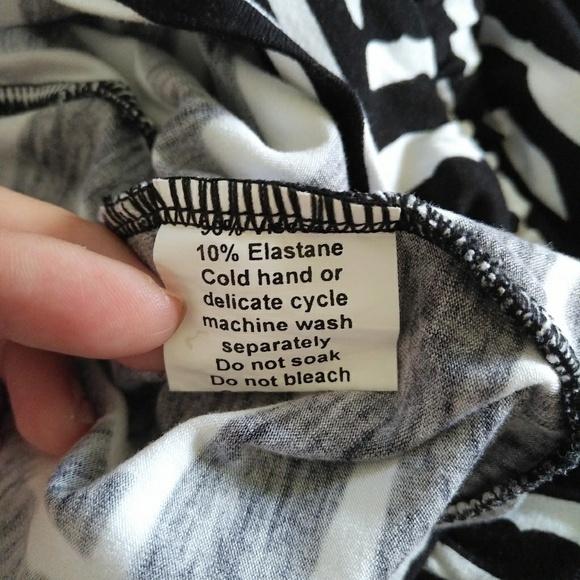 10% Elastane
Cold hand or
delicate cycle
machine wash
separately
Do not soak
Do not bleach